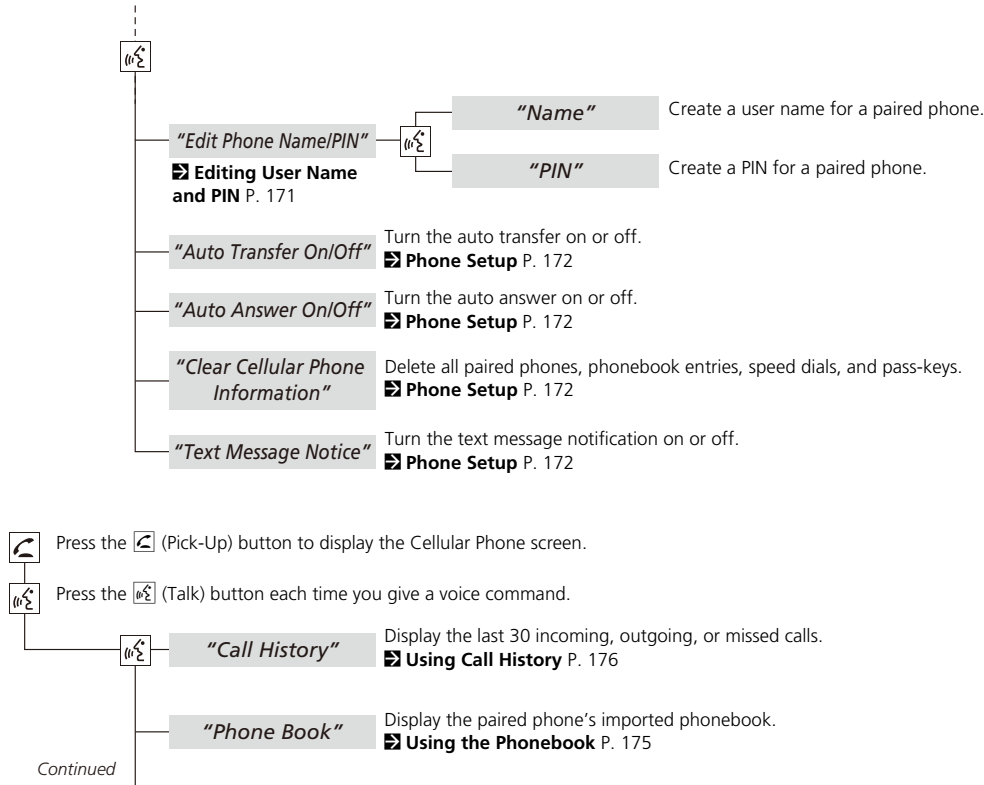 "Name"
Create a user name for a paired phone.
"Edit Phone Name/PIN"
Editing User Name
and PIN P. 171
"PIN"
Create a PIN for a paired phone.
"Auto Transfer On/Off"
Turn the auto transfer on or off.
Phone Setup P. 172
"Auto Answer On/Off"
Turn the auto answer on or off.
Phone Setup P. 172
"Clear Cellular Phone
Information"
Delete all paired phones, phonebook entries, speed dials, and pass-keys.
Phone Setup P. 172
"Text Message Notice"
Turn the text message notification on or off.
Phone Setup P. 172
Press the (Pick-Up) button to display the Cellular Phone screen.
Press the (Talk) button each time you give a voice command.
"Call History"
Display the last 30 incoming, outgoing, or missed calls.
Using Call History P. 176
"Phone Book"
Display the paired phone's imported phonebook.
Using the Phonebook P. 175
Continued